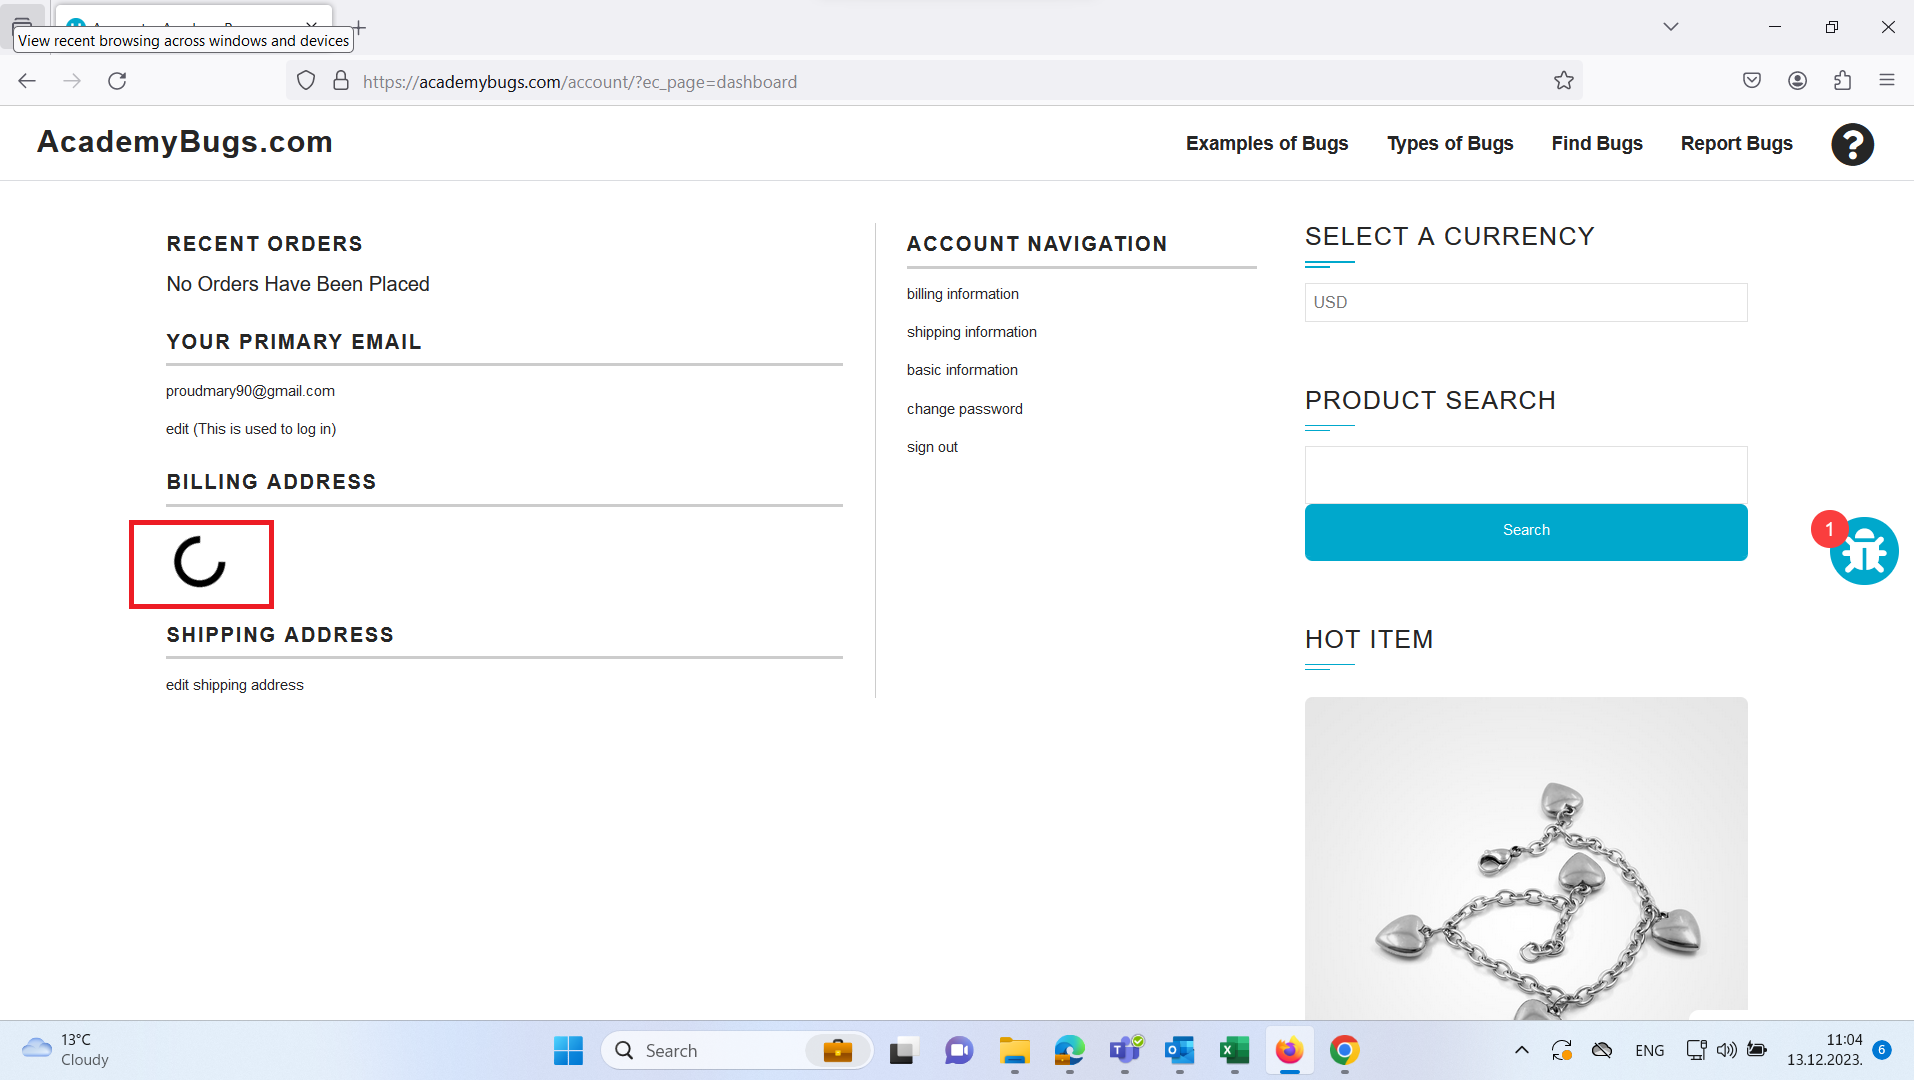 View recent browsing across windows and devices
https://academybugs.com/account/?ec_page=dashboard
AcademyBugs.com
Examples of Bugs
Types of Bugs
Find Bugs
Report Bugs
?
RECENT ORDERS
No Orders Have Been Placed
YOUR PRIMARY EMAIL
proudmary90@gmail.com
edit (This is used to log in)
BILLING ADDRESS
SHIPPING ADDRESS
edit shipping address
ACCOUNT NAVIGATION
billing information
shipping information
basic information
change password
sign out
SELECT A CURRENCY
USD
PRODUCT SEARCH
Search
1
HOT ITEM
13°C
Cloudy
Search
ENG
11:04
13.12.2023.
6